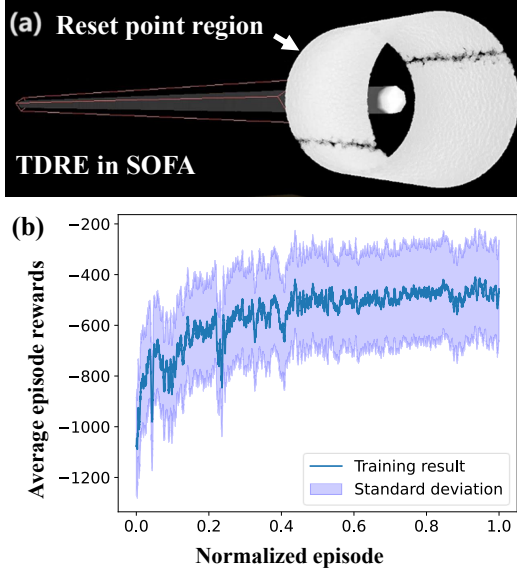 (a)
Reset point region
TDRE in SOFA
(b)
Average episode rewards
−200
−400
−600
−800
−1000
−1200
Training result
Standard deviation
0.0 0.2 0.4 0.6 0.8 1.0
Normalized episode